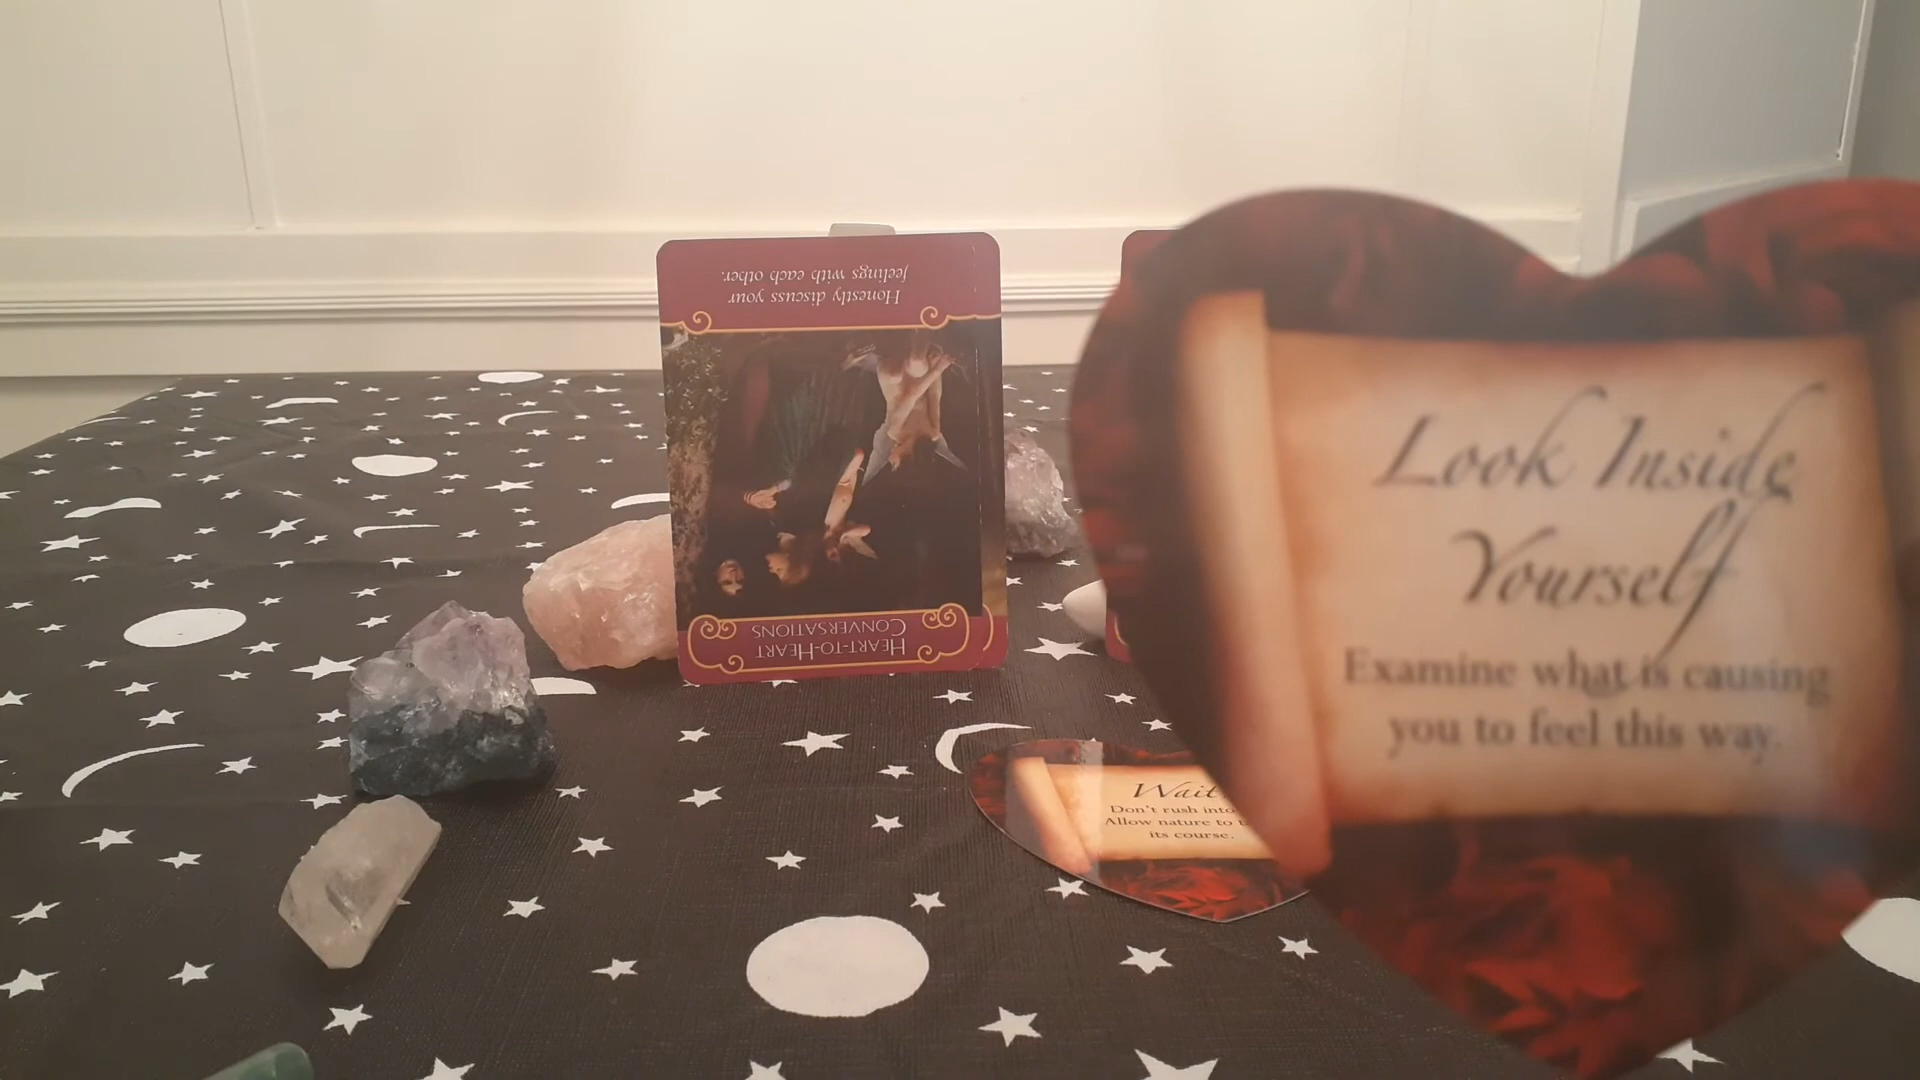 Honestly discuss your
feelings with each other.
HEART-TO-HEART
CONVERSATIONS
Look Inside
Yourself
Examine what is causing
you to feel this way.
Wait
Don't rush into
Allow nature to
its course.